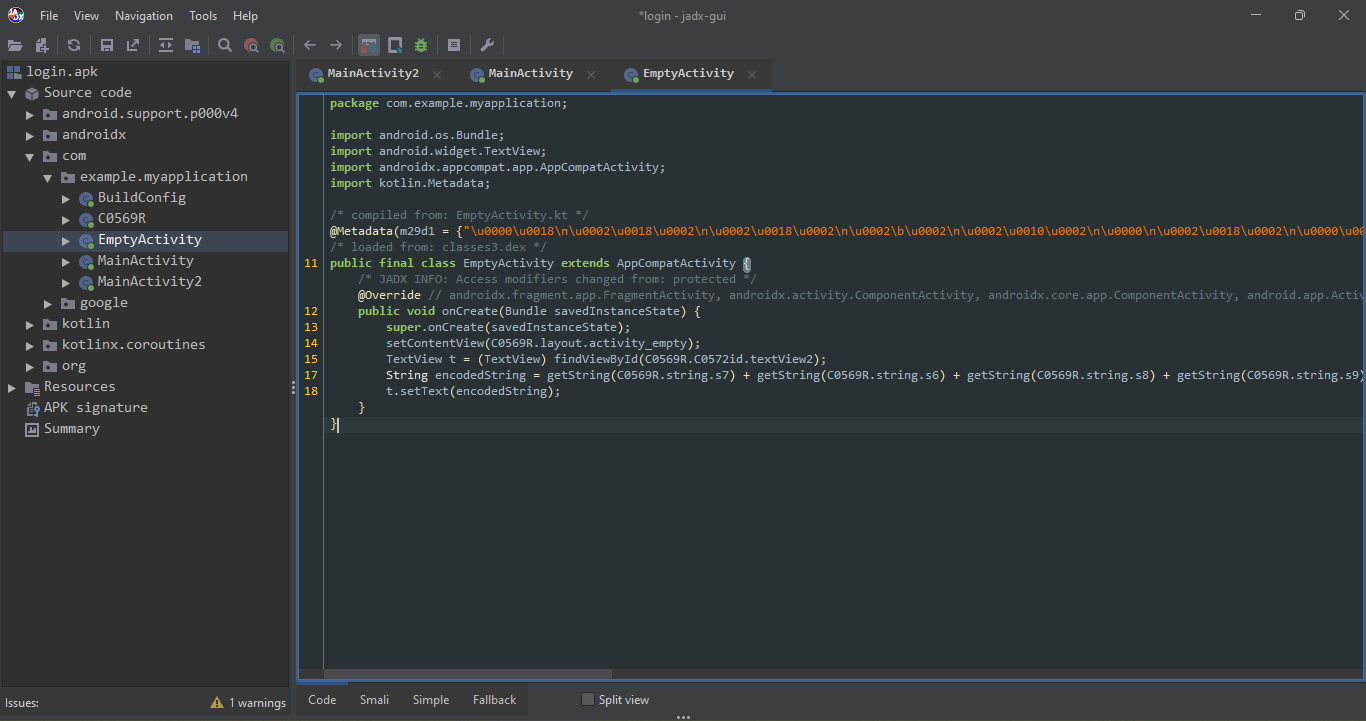 File View Navigation Tools Help
*login - jadx-gui
login.apk
Source code
android.support.p000v4
androidx
com
example.myapplication
BuildConfig
C0569R
EmptyActivity
MainActivity
MainActivity2
google
kotlin
kotlinx.coroutines
org
Resources
APK signature
Summary
Issues: 1 warnings
MainActivity2 MainActivity EmptyActivity
package com.example.myapplication;
import android.os.Bundle;
import android.widget.TextView;
import androidx.appcompat.app.AppCompatActivity;
import kotlin.Metadata;
/* compiled from: EmptyActivity.kt */
@Metadata(m29d1 = {"\u0000\u0018\n\u0002\u0018\u0002\n\u0002\u0018\u0002\n\u0002\b\u0002\n\u0002\u0010\u0002\n\u0000\n\u0002\u0018\u0002\n\u0000\u00
/* loaded from: classes3.dex */
11 public final class EmptyActivity extends AppCompatActivity {
/* JADX INFO: Access modifiers changed from: protected */
@Override // androidx.fragment.app.FragmentActivity, androidx.activity.ComponentActivity, androidx.core.app.ComponentActivity, android.app.Activ
12 public void onCreate(Bundle savedInstanceState) {
13 super.onCreate(savedInstanceState);
14 setContentView(C0569R.layout.activity_empty);
15 TextView t = (TextView) findViewById(C0569R.C0572id.textView2);
17 String encodedString = getString(C0569R.string.s7) + getString(C0569R.string.s6) + getString(C0569R.string.s8) + getString(C0569R.string.s9)
18 t.setText(encodedString);
}
}
Code Smali Simple Fallback Split view